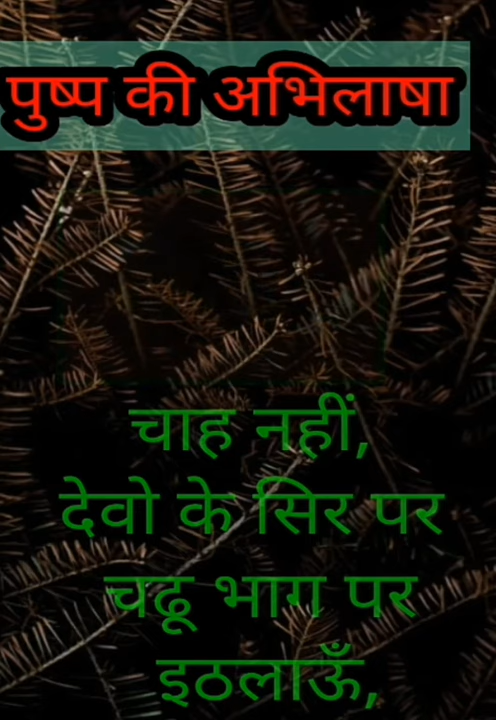 पुष्प की अभिलाषा
चाह नहीं,
देवो के सिर पर
चढू भाग पर
इठलाऊँ,